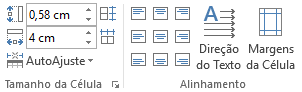 0,58 cm
4 cm
AutoAjuste
Tamanho da Célula
A
Direção
do Texto
Margens
da Célula
Alinhamento